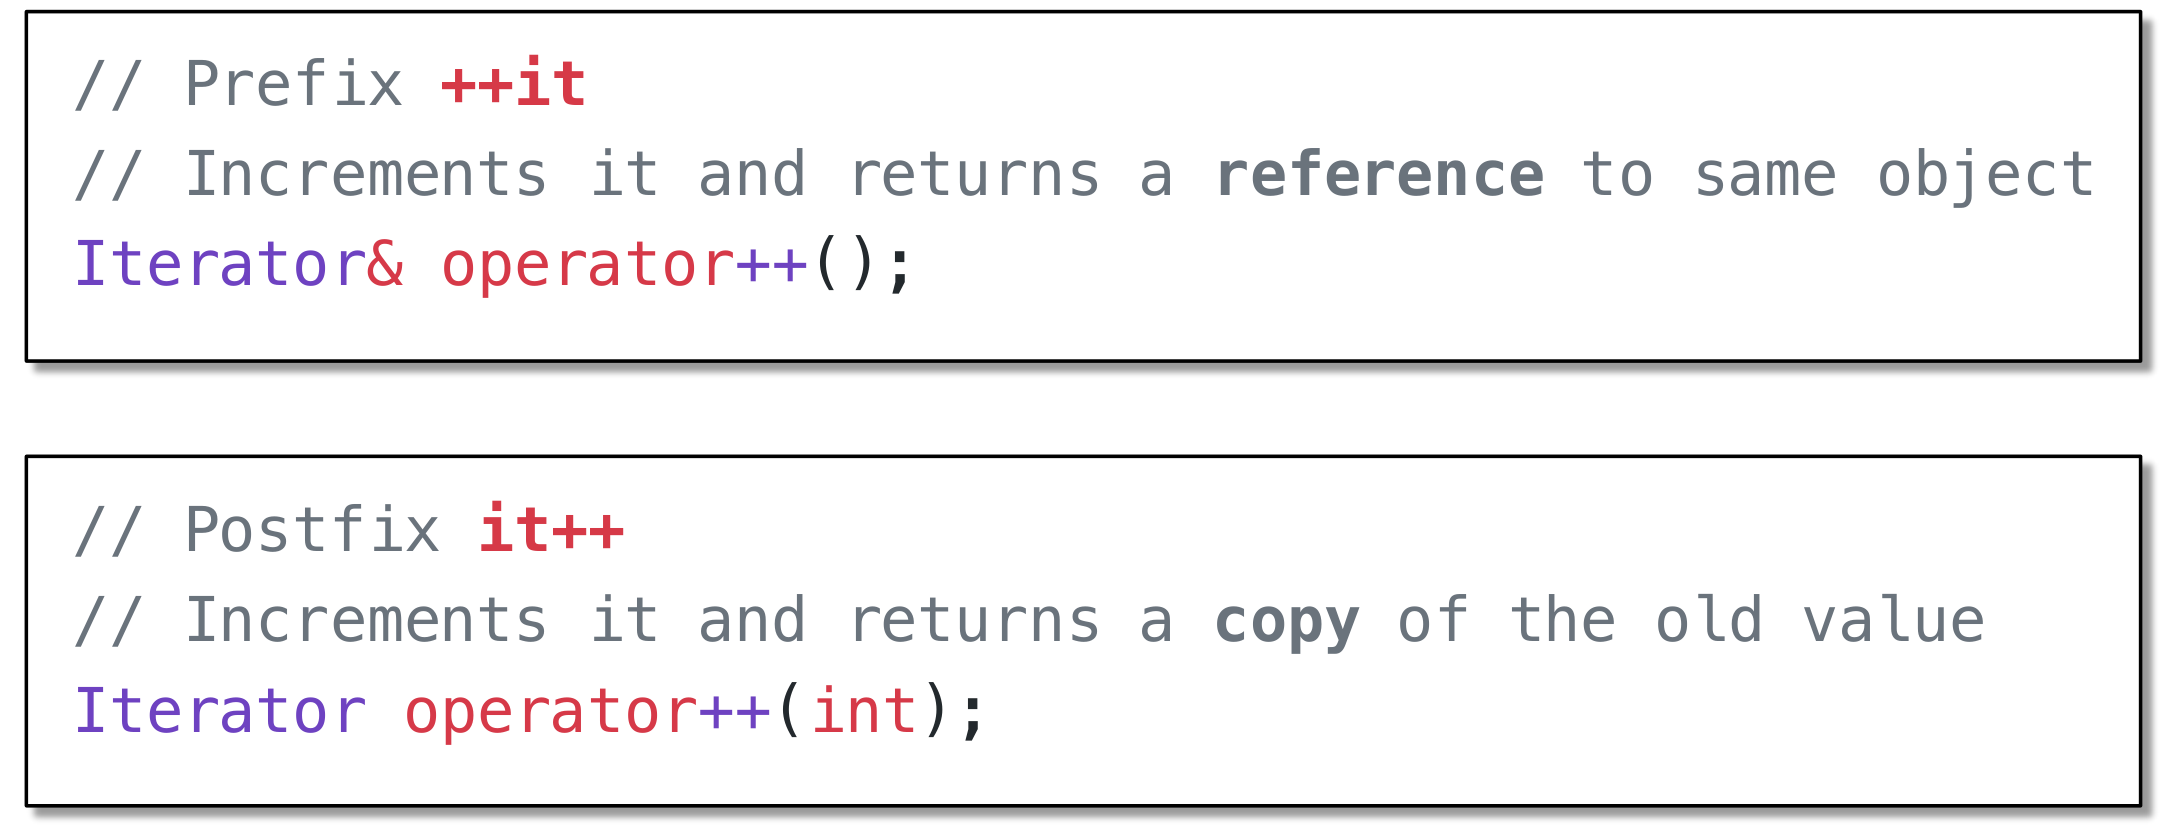 // Prefix ++it
// Increments it and returns a reference to same object
Iterator& operator++();
// Postfix it++
// Increments it and returns a copy of the old value
Iterator operator++(int);